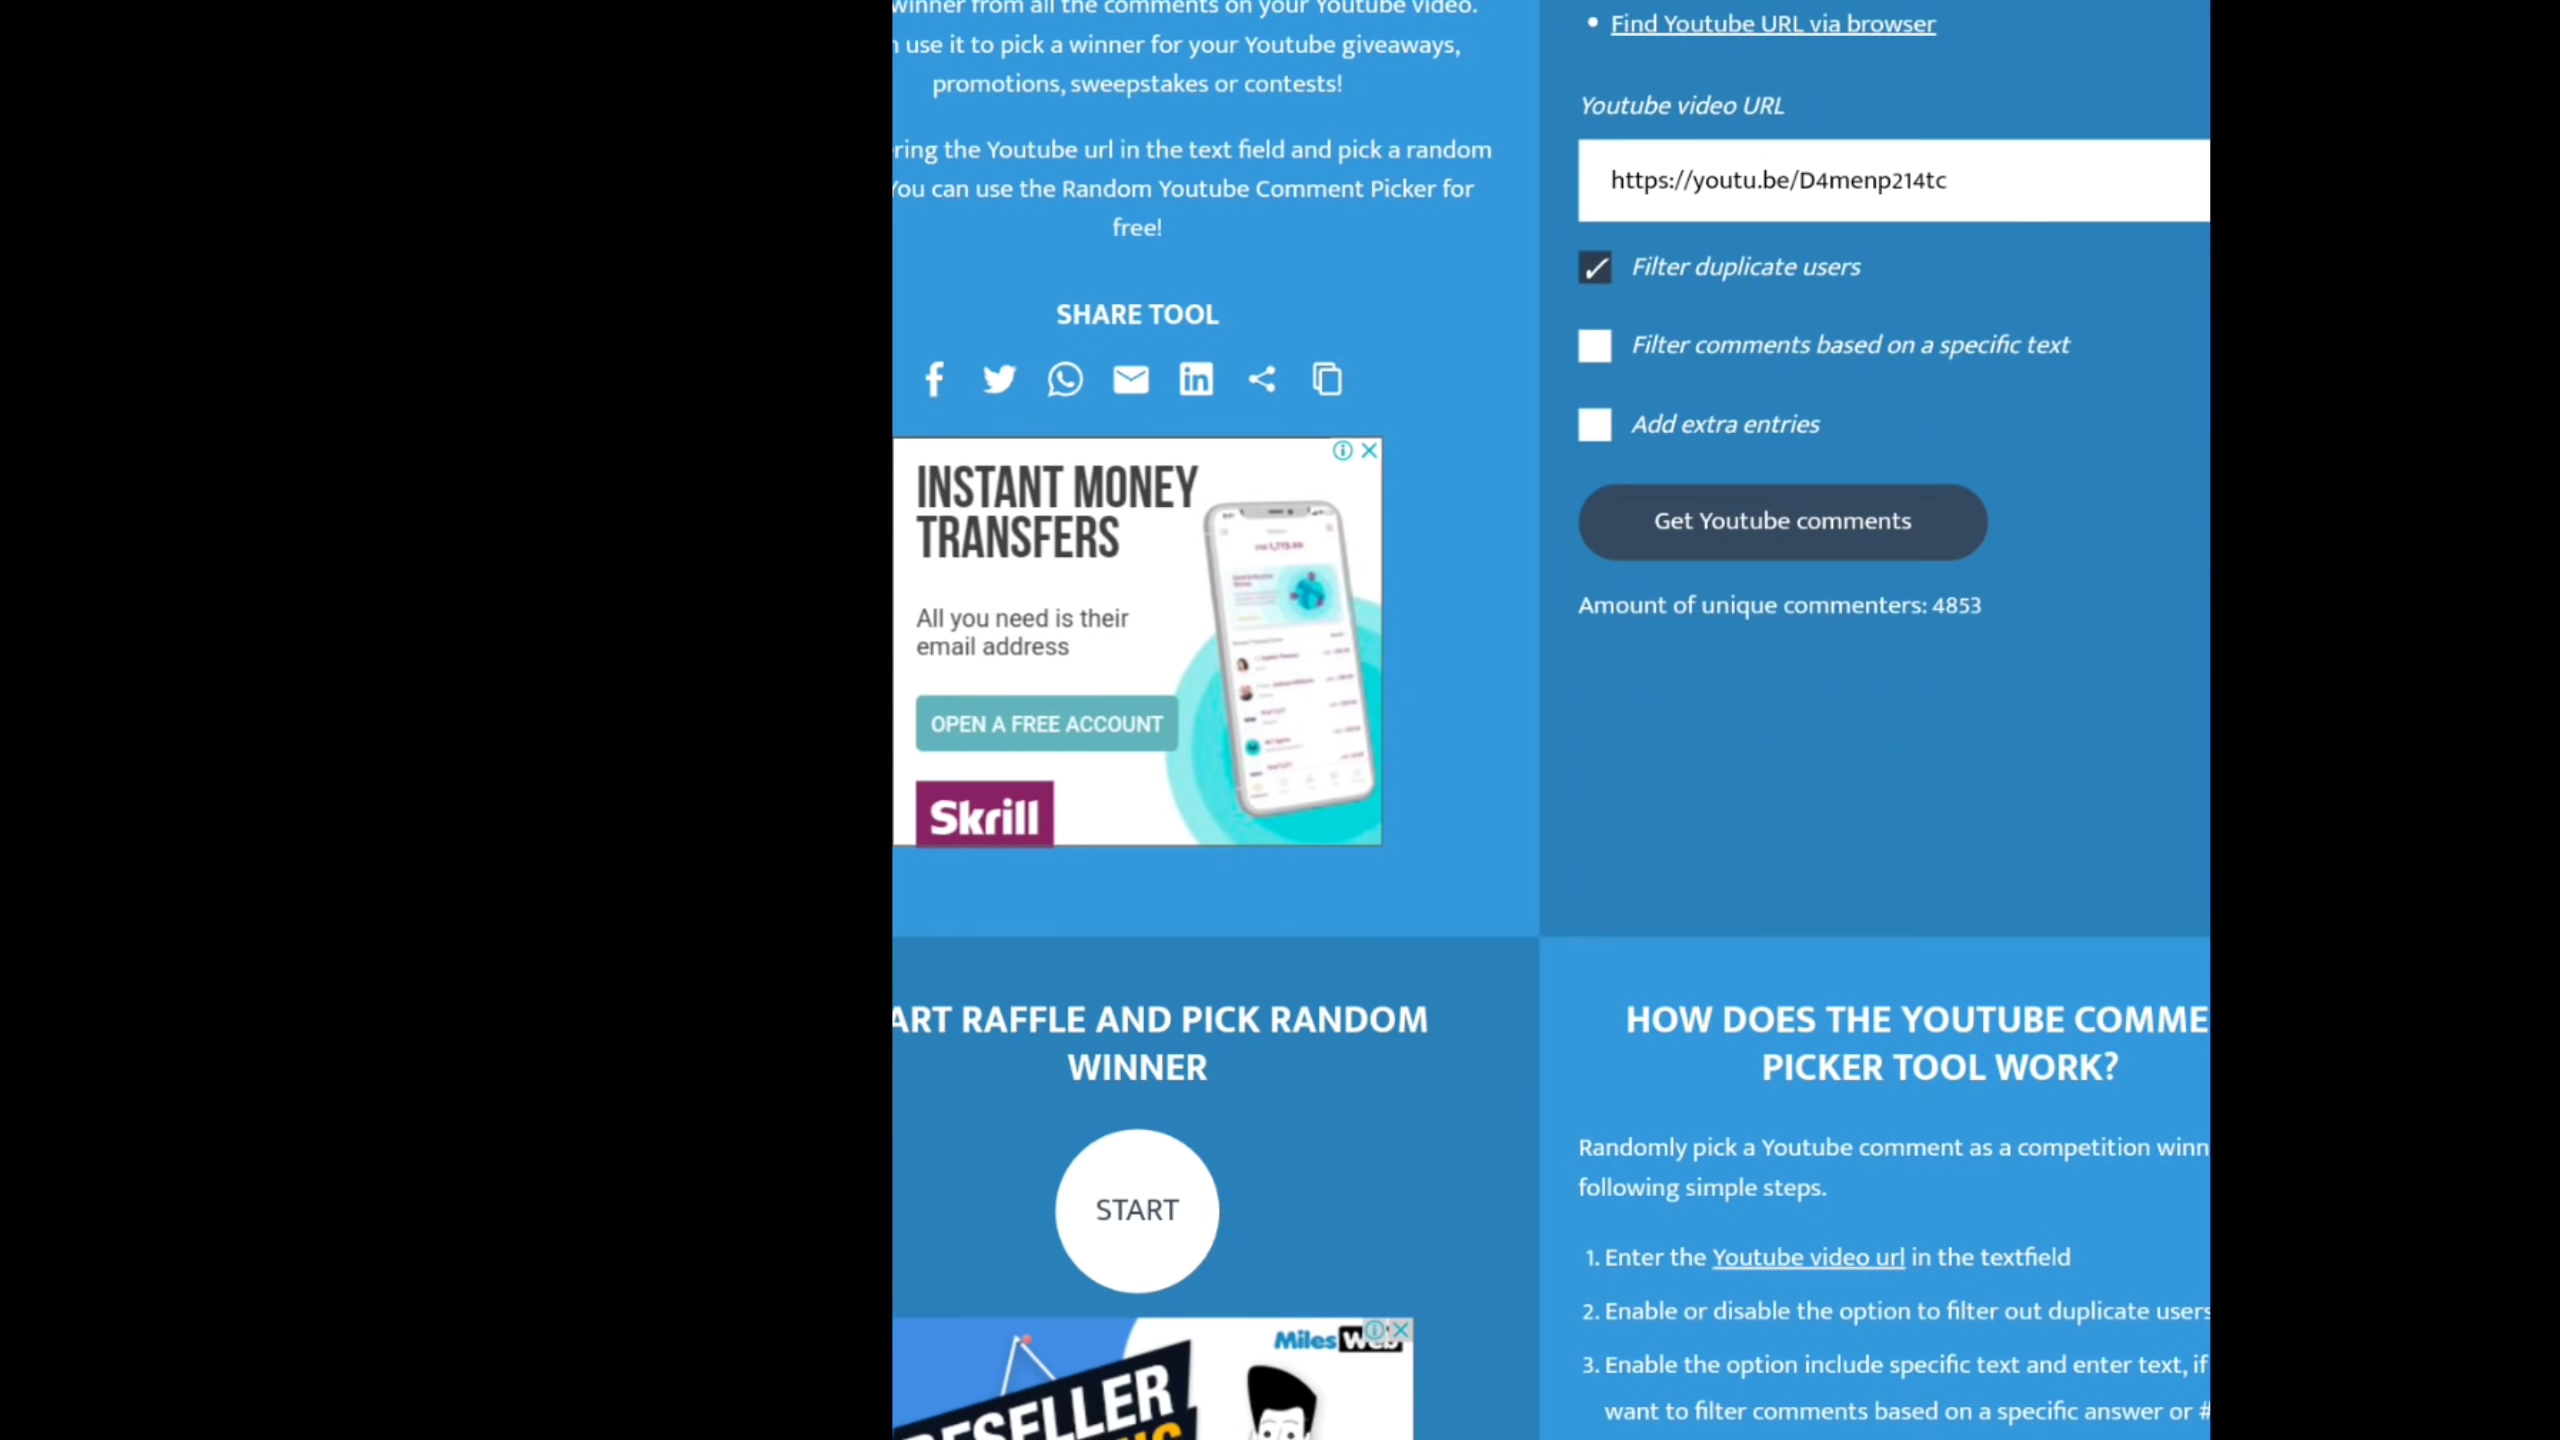 winner from all the comments on your Youtube video.
use it to pick a winner for your Youtube giveaways,
promotions, sweepstakes or contests!
ring the Youtube url in the text field and pick a random
You can use the Random Youtube Comment Picker for
free!
SHARE TOOL
INSTANT MONEY
TRANSFERS
All you need is their
email address
OPEN A FREE ACCOUNT
Skrill
Find Youtube URL via browser
Youtube video URL
https://youtu.be/D4menp214tc
Filter duplicate users
Filter comments based on a specific text
Add extra entries
Get Youtube comments
Amount of unique commenters: 4853
ART RAFFLE AND PICK RANDOM
WINNER
START
Miles Web
RESELLER
HOW DOES THE YOUTUBE COMME
PICKER TOOL WORK?
Randomly pick a Youtube comment as a competition winn
following simple steps.
1. Enter the Youtube video url in the textfield
2. Enable or disable the option to filter out duplicate users
3. Enable the option include specific text and enter text, if
want to filter comments based on a specific answer or #